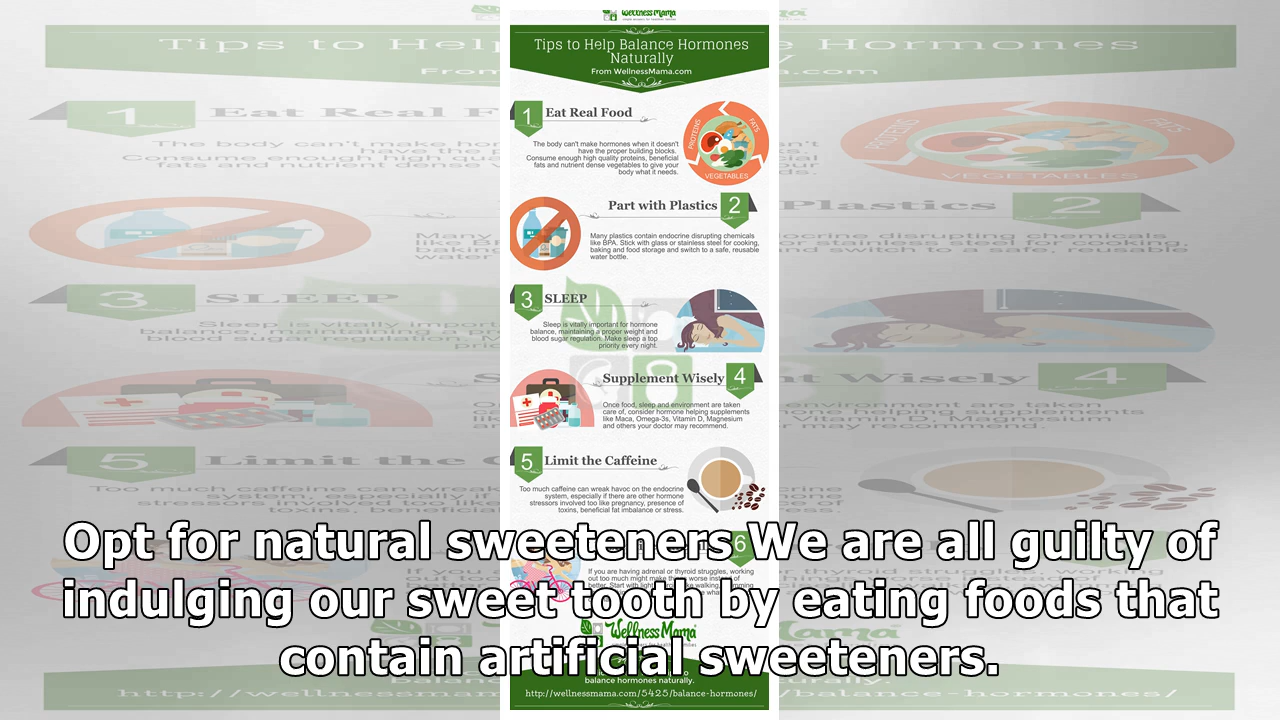 Wellness Mama
Tips to Help Balance Hormones
Naturally
From WellnessMama.com
1 Eat Real Food
The body can't make hormones when it doesn't
have the proper building blocks.
Consume enough high quality proteins, beneficial
fats and nutrient dense vegetables to give your
body what it needs.
PROTEINS
FATS
VEGETABLES
Part with Plastics 2
Many plastics contain endocrine disrupting chemicals
like BPA. Stick with glass or stainless steel for cooking,
baking and food storage and switch to a safe, reusable
water bottle.
3 SLEEP
Sleep is vitally important for hormone
balance, maintaining a proper weight and
blood sugar regulation. Make sleep a top
priority every night.
Supplement Wisely 4
Once food, sleep and environment are taken
care of, consider hormone helping supplements
like Maca, Omega-3s, Vitamin D, Magnesium
and others your doctor may recommend.
5 Limit the Caffeine
Too much caffeine can wreak havoc on the endocrine
system, especially if there are other hormone
stressors involved too like pregnancy, presence of
toxins, beneficial fat imbalance or stress.
6
If you are having adrenal or thyroid struggles, working
out too much might make worse instead of
better. Start with
Opt for natural sweeteners We are all guilty of
indulging our sweet tooth by eating foods that
contain artificial sweeteners.
Wellness Mama
balance hormones naturally.
http://wellnessmama.com/5425/balance-hormones/